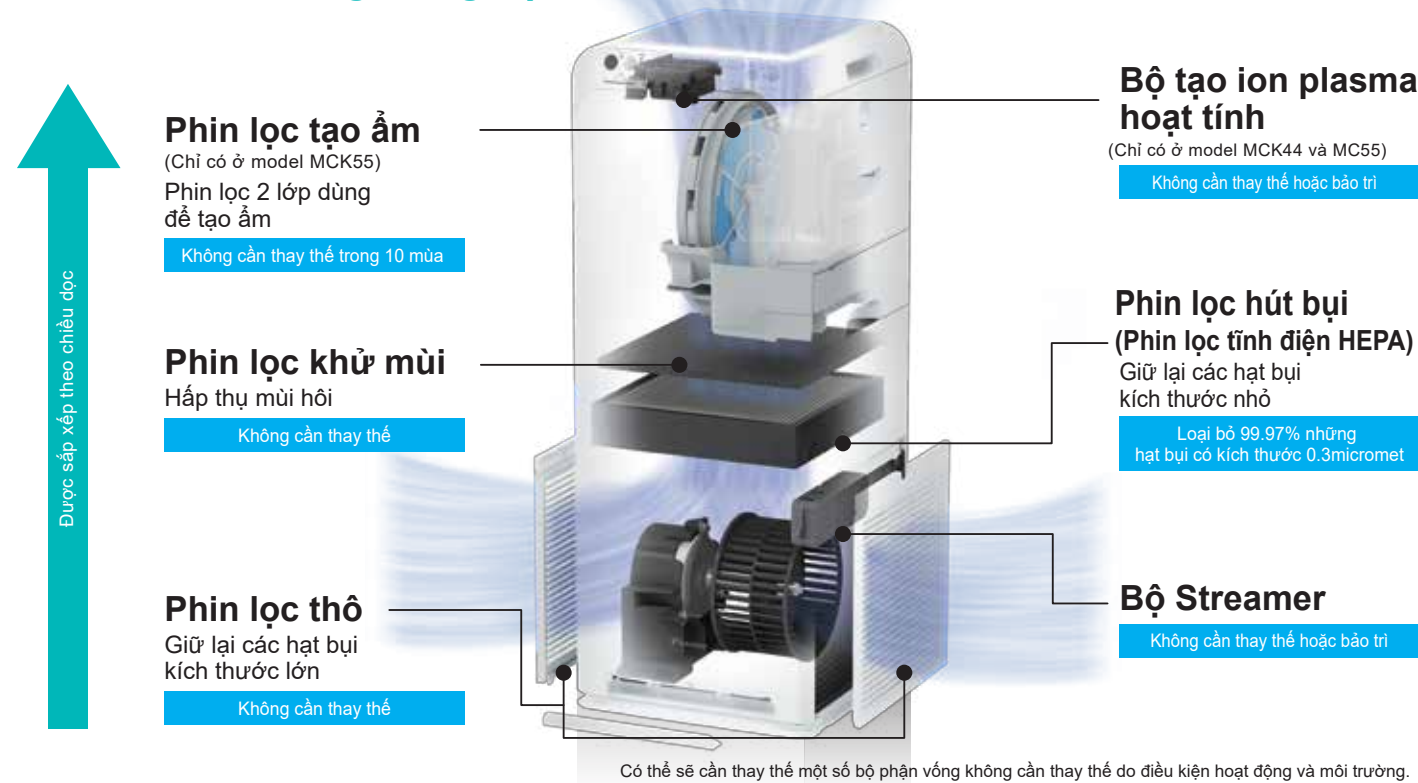 Được sắp xếp theo chiều dọc
Phin lọc tạo ẩm
(Chỉ có ở model MCK55)
Phin lọc 2 lớp dùng
để tạo ẩm
Không cần thay thế trong 10 mùa
Phin lọc khử mùi
Hấp thụ mùi hôi
Không cần thay thế
Phin lọc thô
Giữ lại các hạt bụi
kích thước lớn
Không cần thay thế
Bộ tạo ion plasma
hoạt tính
(Chỉ có ở model MCK44 và MC55)
Không cần thay thế hoặc bảo trì
Phin lọc hút bụi
(Phin lọc tĩnh điện HEPA)
Giữ lại các hạt bụi
kích thước nhỏ
Loại bỏ 99.97% những
hạt bụi có kích thước 0.3micromet
Bộ Streamer
Không cần thay thế hoặc bảo trì
Có thể sẽ cần thay thế một số bộ phận vống không cần thay thế do điều kiện hoạt động và môi trường.